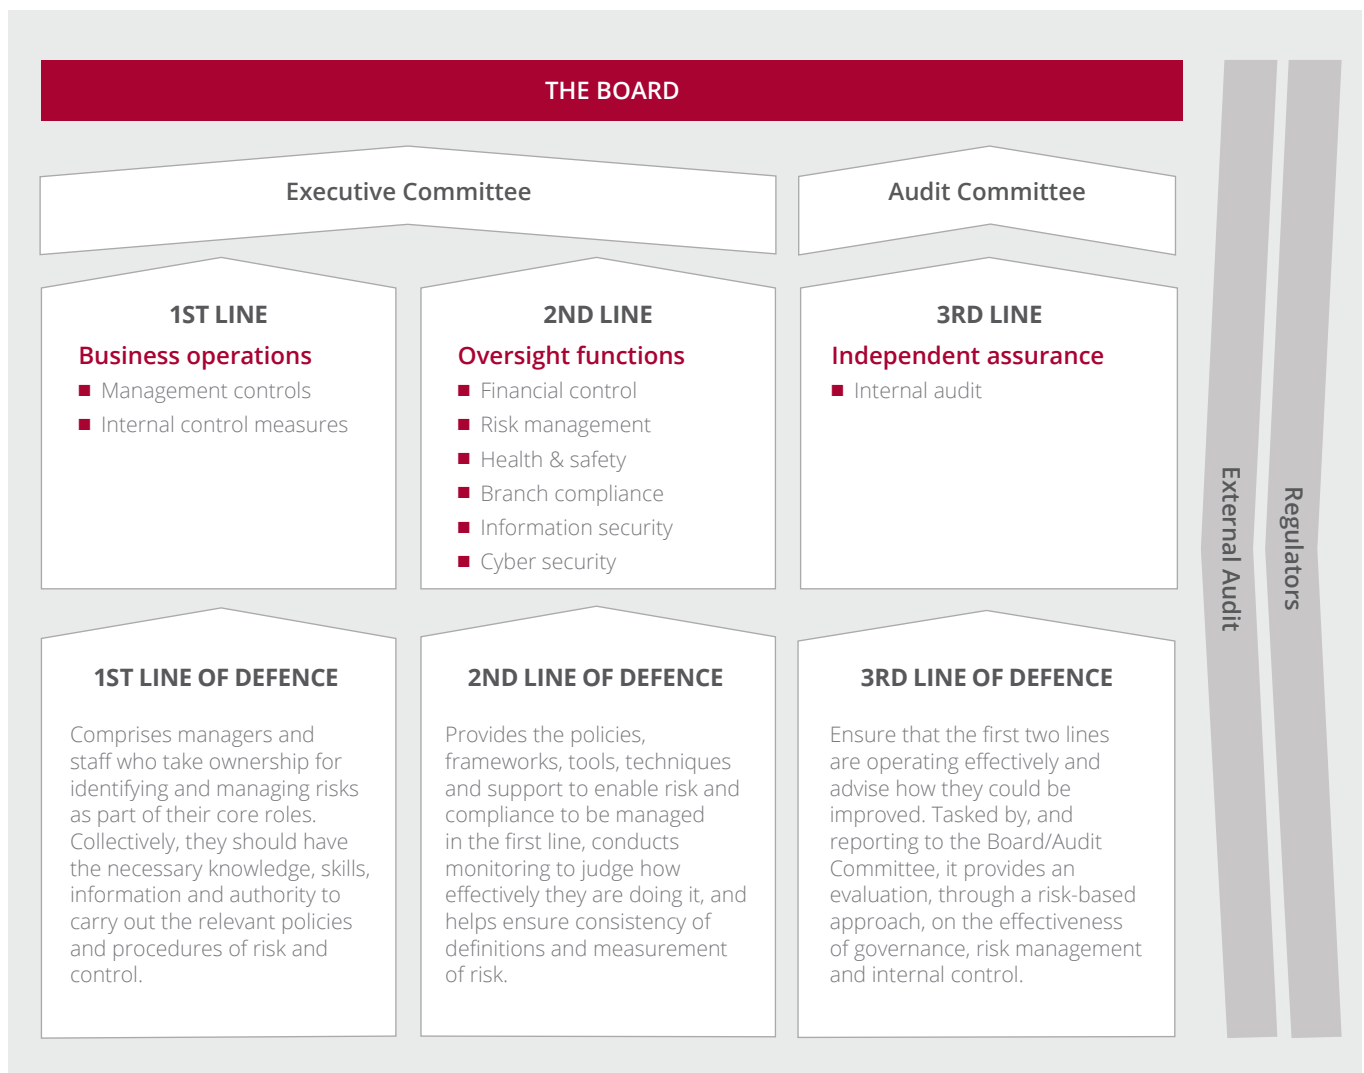 THE BOARD
Executive Committee
Audit Committee
1ST LINE
Business operations
Management controls
Internal control measures
2ND LINE
Oversight functions
Financial control
Risk management
Health & safety
Branch compliance
Information security
Cyber security
3RD LINE
Independent assurance
Internal audit
1ST LINE OF DEFENCE
Comprises managers and
staff who take ownership for
identifying and managing risks
as part of their core roles.
Collectively, they should have
the necessary knowledge, skills,
information and authority to
carry out the relevant policies
and procedures of risk and
control.
2ND LINE OF DEFENCE
Provides the policies,
frameworks, tools, techniques
and support to enable risk and
compliance to be managed
in the first line, conducts
monitoring to judge how
effectively they are doing it, and
helps ensure consistency of
definitions and measurement
of risk.
3RD LINE OF DEFENCE
Ensure that the first two lines
are operating effectively and
advise how they could be
improved. Tasked by, and
reporting to the Board/Audit
Committee, it provides an
evaluation, through a risk-based
approach, on the effectiveness
of governance, risk management
and internal control.
External Audit
Regulators